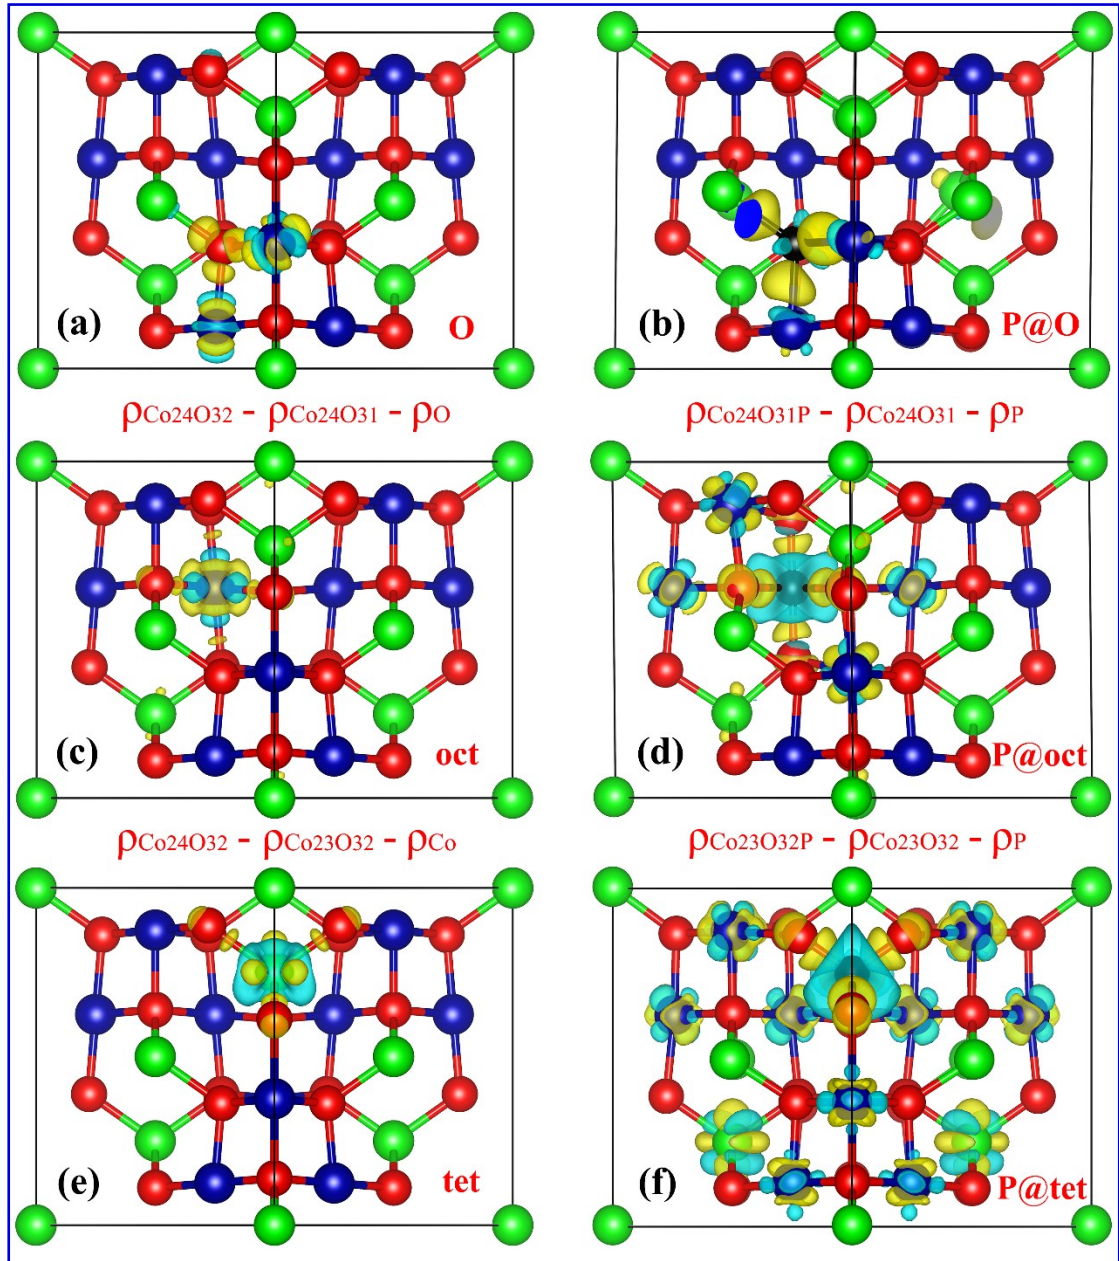 (a) O (b) P@O
ρCo24O32 - ρCo24O31 - ρO ρCo24O31P - ρCo24O31 - ρP
(c) oct (d) P@oct
ρCo24O32 - ρCo23O32 - ρCo ρCo23O32P - ρCo23O32 - ρP
(e) tet (f) P@tet